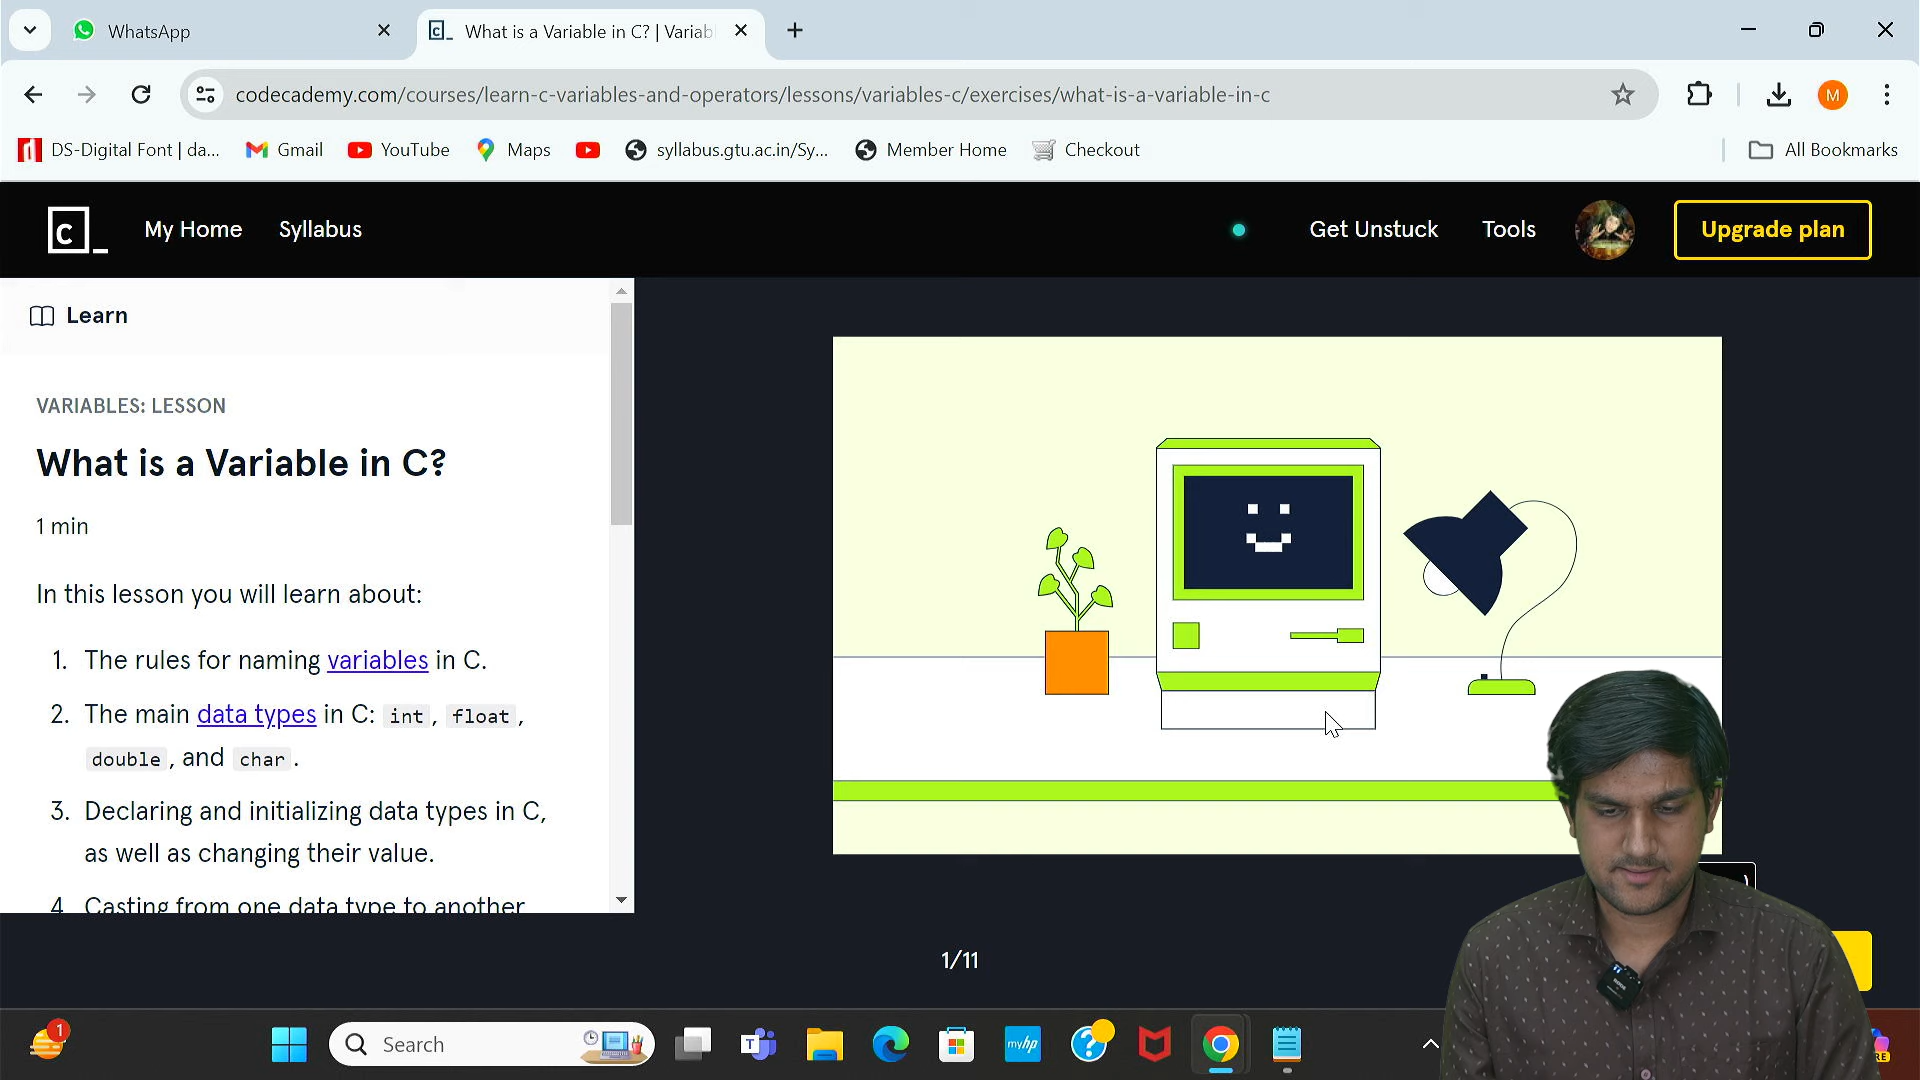 WhatsApp
What is a Variable in C? | Variab
codecademy.com/courses/learn-c-variables-and-operators/lessons/variables-c/exercises/what-is-a-variable-in-c
M
DS-Digital Font | da...
Gmail
YouTube
Maps
syllabus.gtu.ac.in/Sy...
Member Home
Checkout
All Bookmarks
c_
My Home
Syllabus
Get Unstuck
Tools
Upgrade plan
Learn
VARIABLES: LESSON
What is a Variable in C?
1 min
In this lesson you will learn about:
1. The rules for naming variables in C.
2. The main data types in C: int, float,
double, and char.
3. Declaring and initializing data types in C,
as well as changing their value.
4. Casting from one data type to another
1/11
1
Search
T
myhp
?